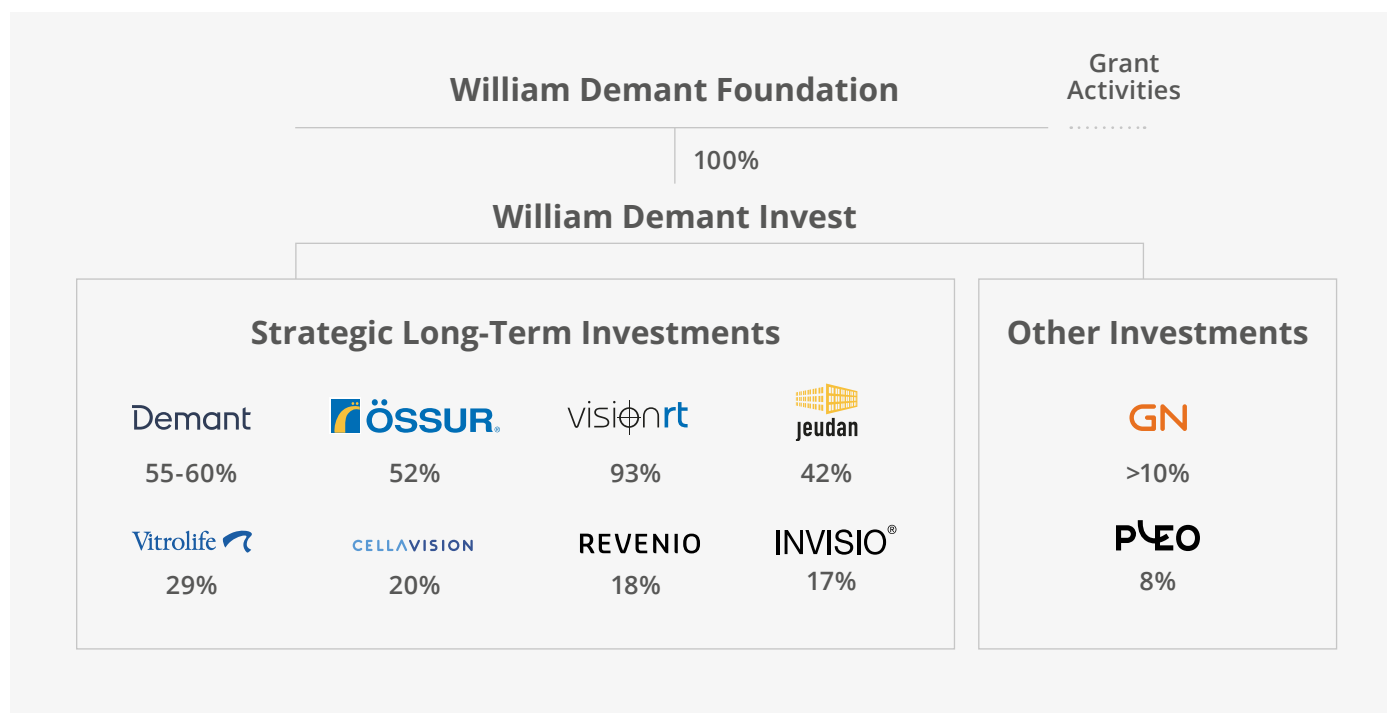 William Demant Foundation
Grant
Activities
100%
William Demant Invest
Strategic Long-Term Investments
Other Investments
Demant
ÖSSUR®
visionrt
jeudan
GN
55-60%
52%
93%
42%
>10%
Vitrolife
CELLAVISION
REVENIO
INVISIO®
PLEO
29%
20%
18%
17%
8%